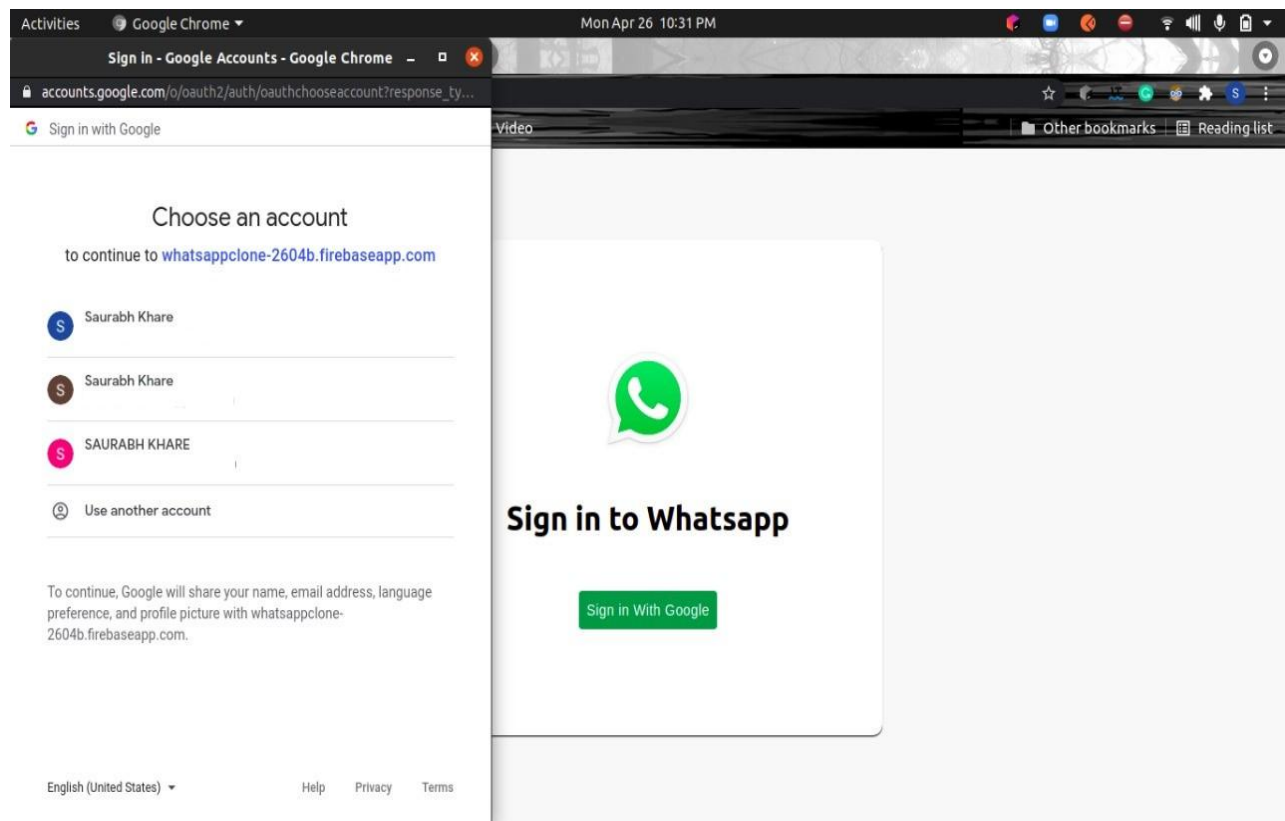 Activities Google Chrome Mon Apr 26 10:31 PM
Sign in - Google Accounts - Google Chrome
accounts.google.com/o/oauth2/auth/oauthchooseaccount?response_ty...
G Sign in with Google
Video
Other bookmarks Reading list
S
Choose an account
to continue to whatsappclone-2604b.firebaseapp.com
S Saurabh Khare
S Saurabh Khare
S SAURABH KHARE
Use another account
To continue, Google will share your name, email address, language
preference, and profile picture with whatsappclone-
2604b.firebaseapp.com.
English (United States) Help Privacy Terms
Sign in to Whatsapp
Sign in With Google